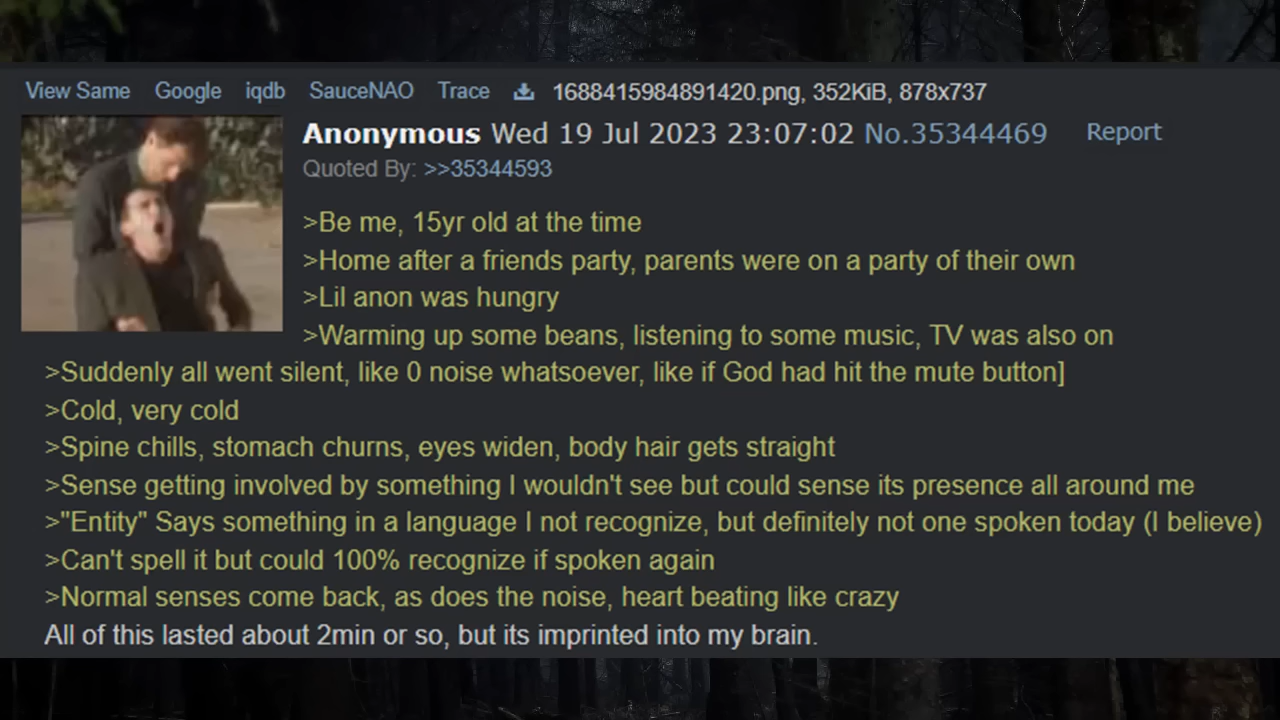 View Same Google iqdb SauceNAO Trace 1688415984891420.png, 352KiB, 878x737
Anonymous Wed 19 Jul 2023 23:07:02 No.35344469 Report
Quoted By: >>35344593
>Be me, 15yr old at the time
>Home after a friends party, parents were on a party of their own
>Lil anon was hungry
>Warming up some beans, listening to some music, TV was also on
>Suddenly all went silent, like 0 noise whatsoever, like if God had hit the mute button]
>Cold, very cold
>Spine chills, stomach churns, eyes widen, body hair gets straight
>Sense getting involved by something I wouldn't see but could sense its presence all around me
>"Entity" Says something in a language I not recognize, but definitely not one spoken today (I believe)
>Can't spell it but could 100% recognize if spoken again
>Normal senses come back, as does the noise, heart beating like crazy
All of this lasted about 2min or so, but its imprinted into my brain.